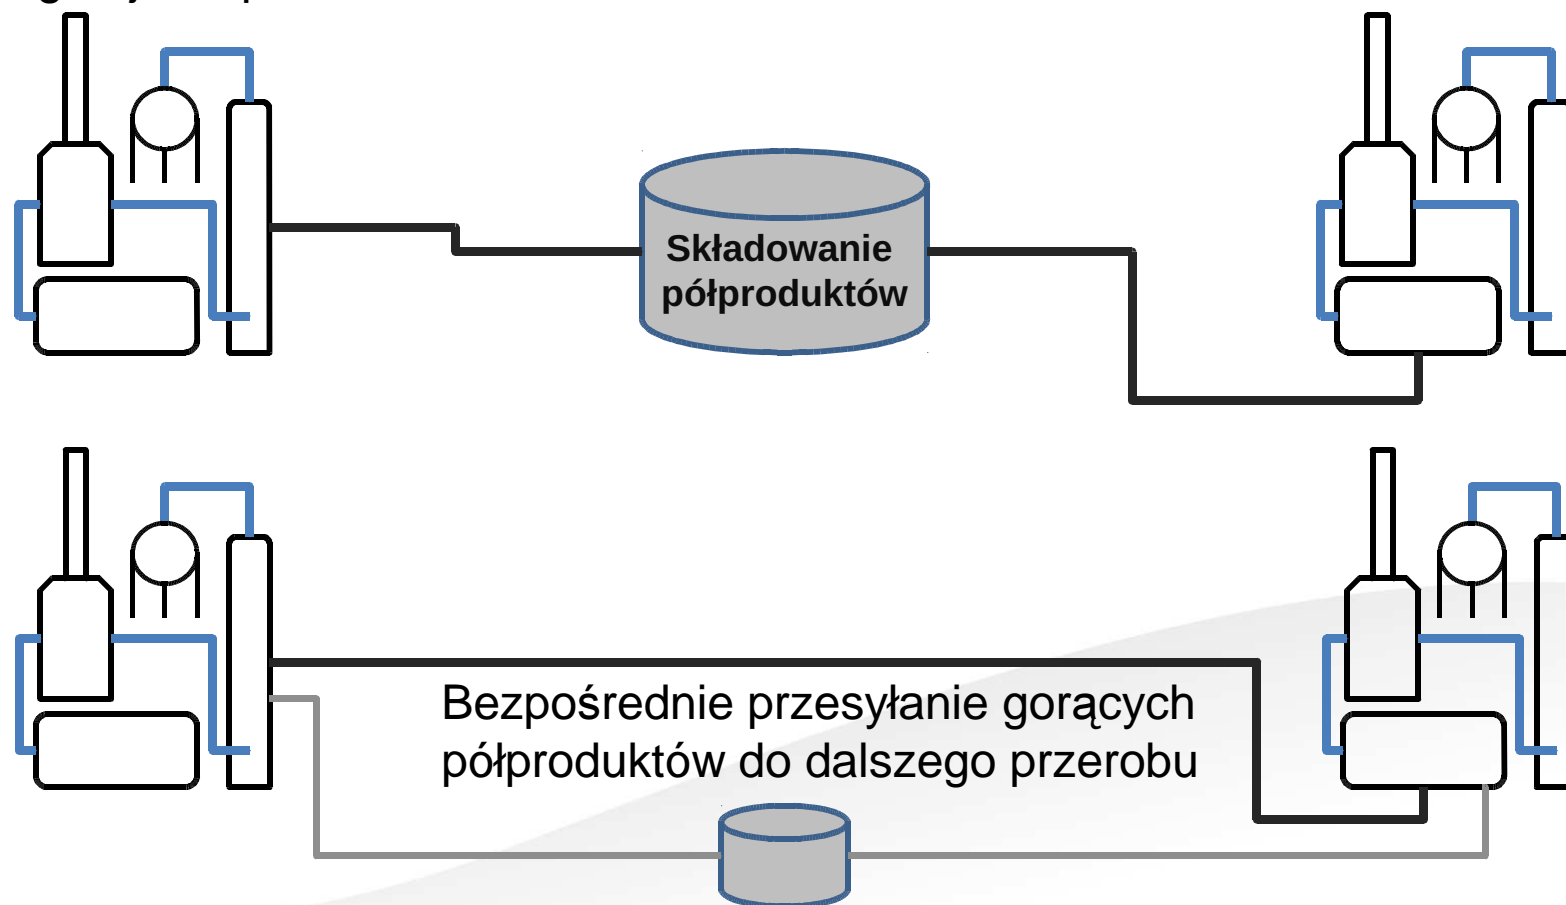 Składowanie
półproduktów
Bezpośrednie przesyłanie gorących
półproduktów do dalszego przerobu